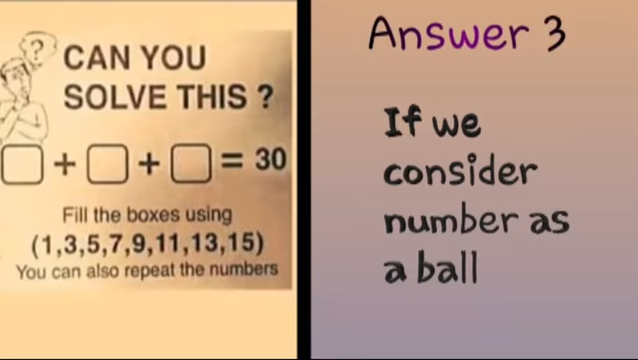 CAN YOU
SOLVE THIS ?
☐ + ☐ + ☐ = 30
Fill the boxes using
(1,3,5,7,9,11,13,15)
You can also repeat the numbers
Answer 3
If we
consider
number as
a ball